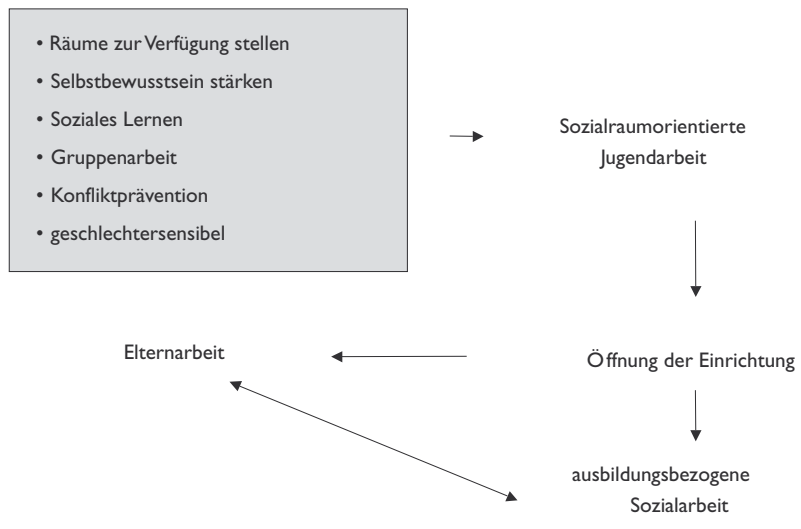 • Räume zur Verfügung stellen
• Selbstbewusstsein stärken
• Soziales Lernen
• Gruppenarbeit
• Konfliktprävention
• geschlechtersensibel
Sozialraumorientierte
Jugendarbeit
Elternarbeit
Öffnung der Einrichtung
ausbildungsbezogene
Sozialarbeit